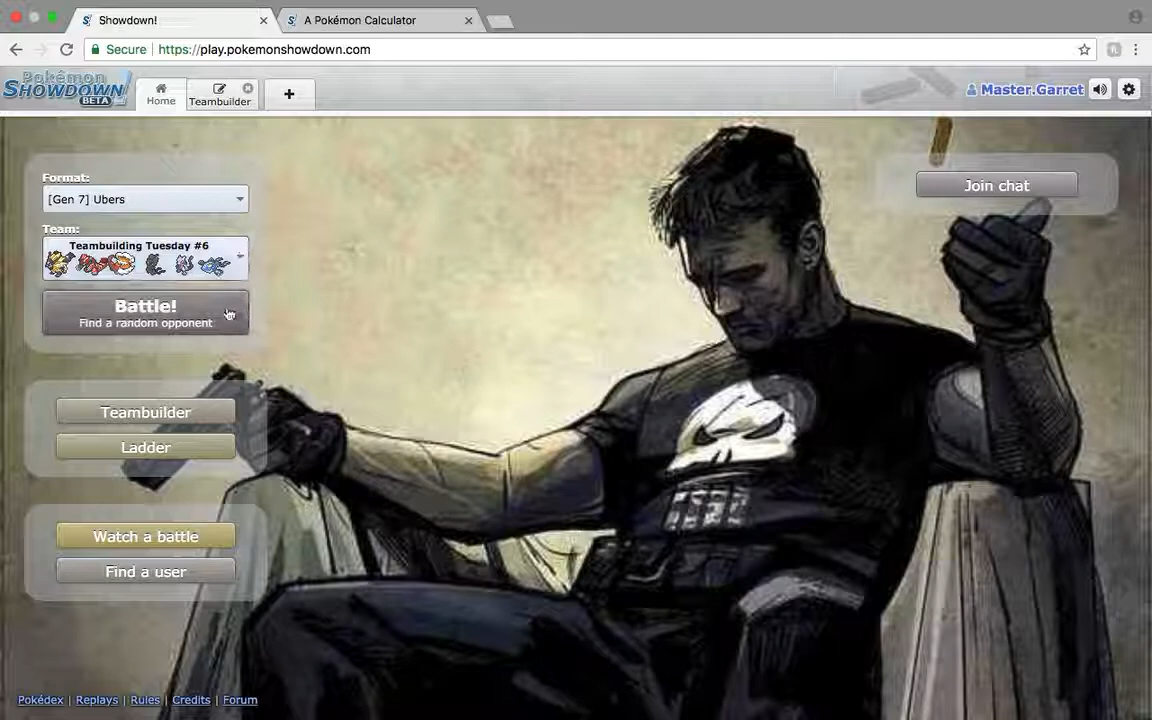 Showdown!
A Pokémon Calculator
Secure
https://play.pokemonshowdown.com
Pokémon
SHOWDOWN!
BETA
Home
Teambuilder
+
Master.Garret
Format:
[Gen 7] Ubers
Team:
Teambuilding Tuesday #6
Battle!
Find a random opponent
Join chat
Teambuilder
Ladder
Watch a battle
Find a user
Pokédex | Replays | Rules | Credits | Forum